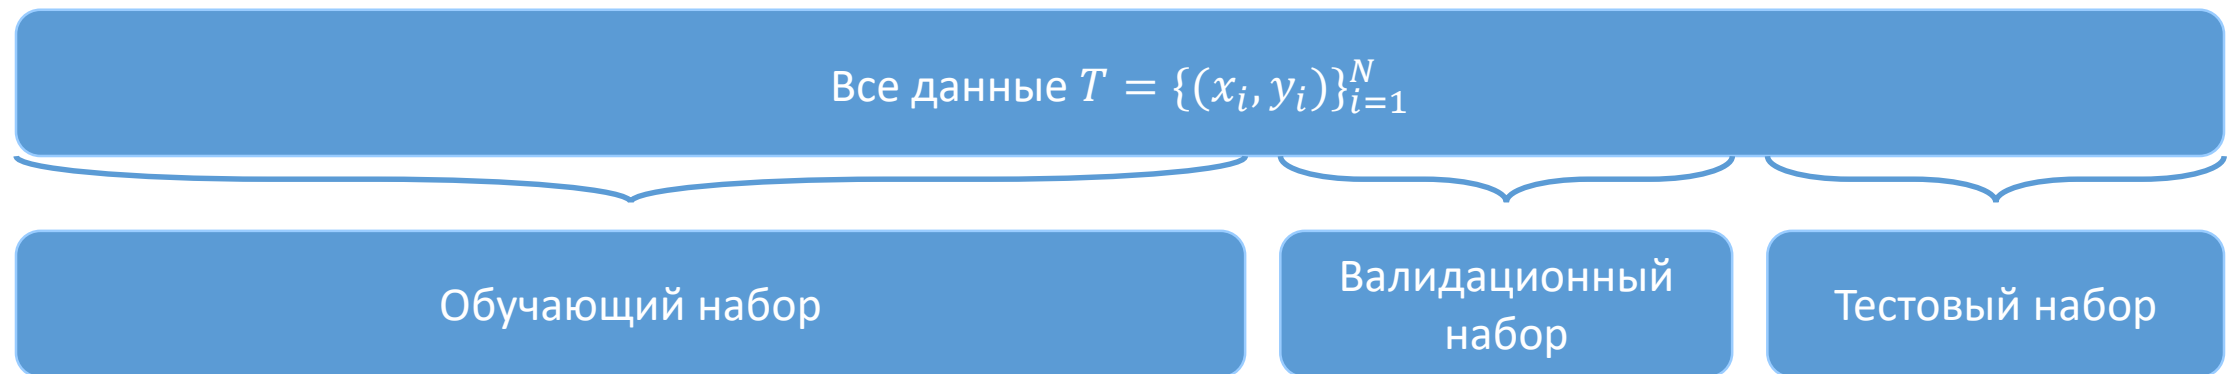 Все данные T = {(x_i, y_i)}_{i=1}^N
Обучающий набор
Валидационный
набор
Тестовый набор